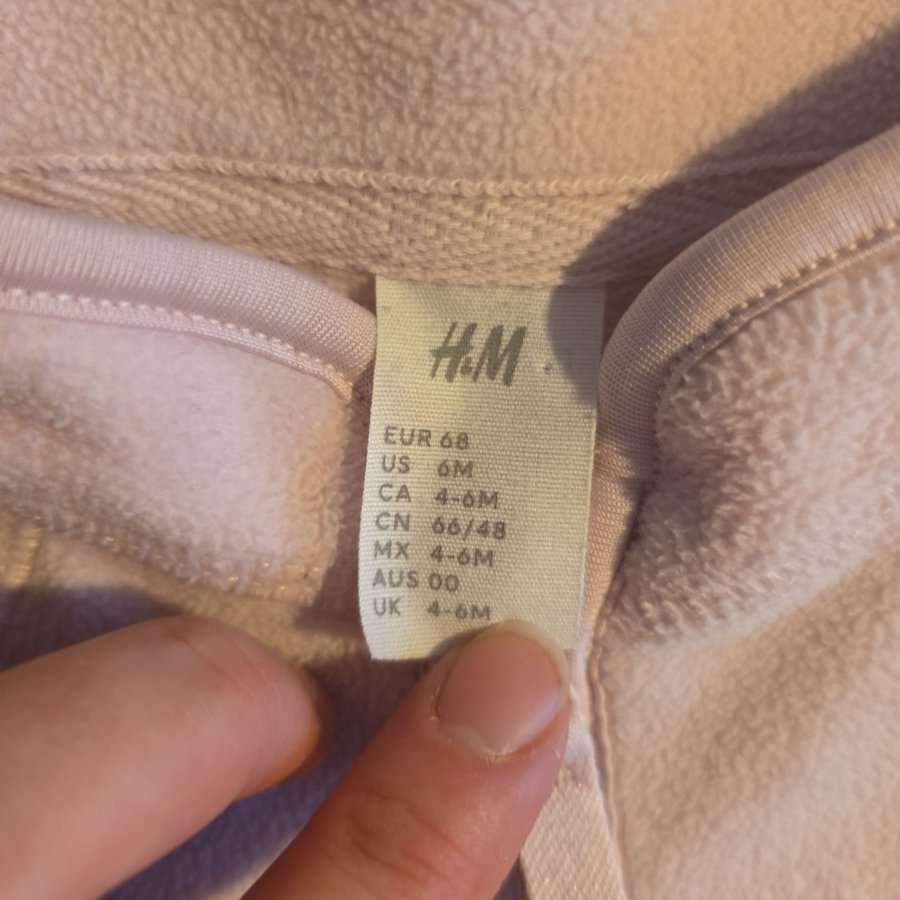 H&M
EUR 68
US 6M
CA 4-6M
CN 66/48
MX 4-6M
AUS 00
UK 4-6M